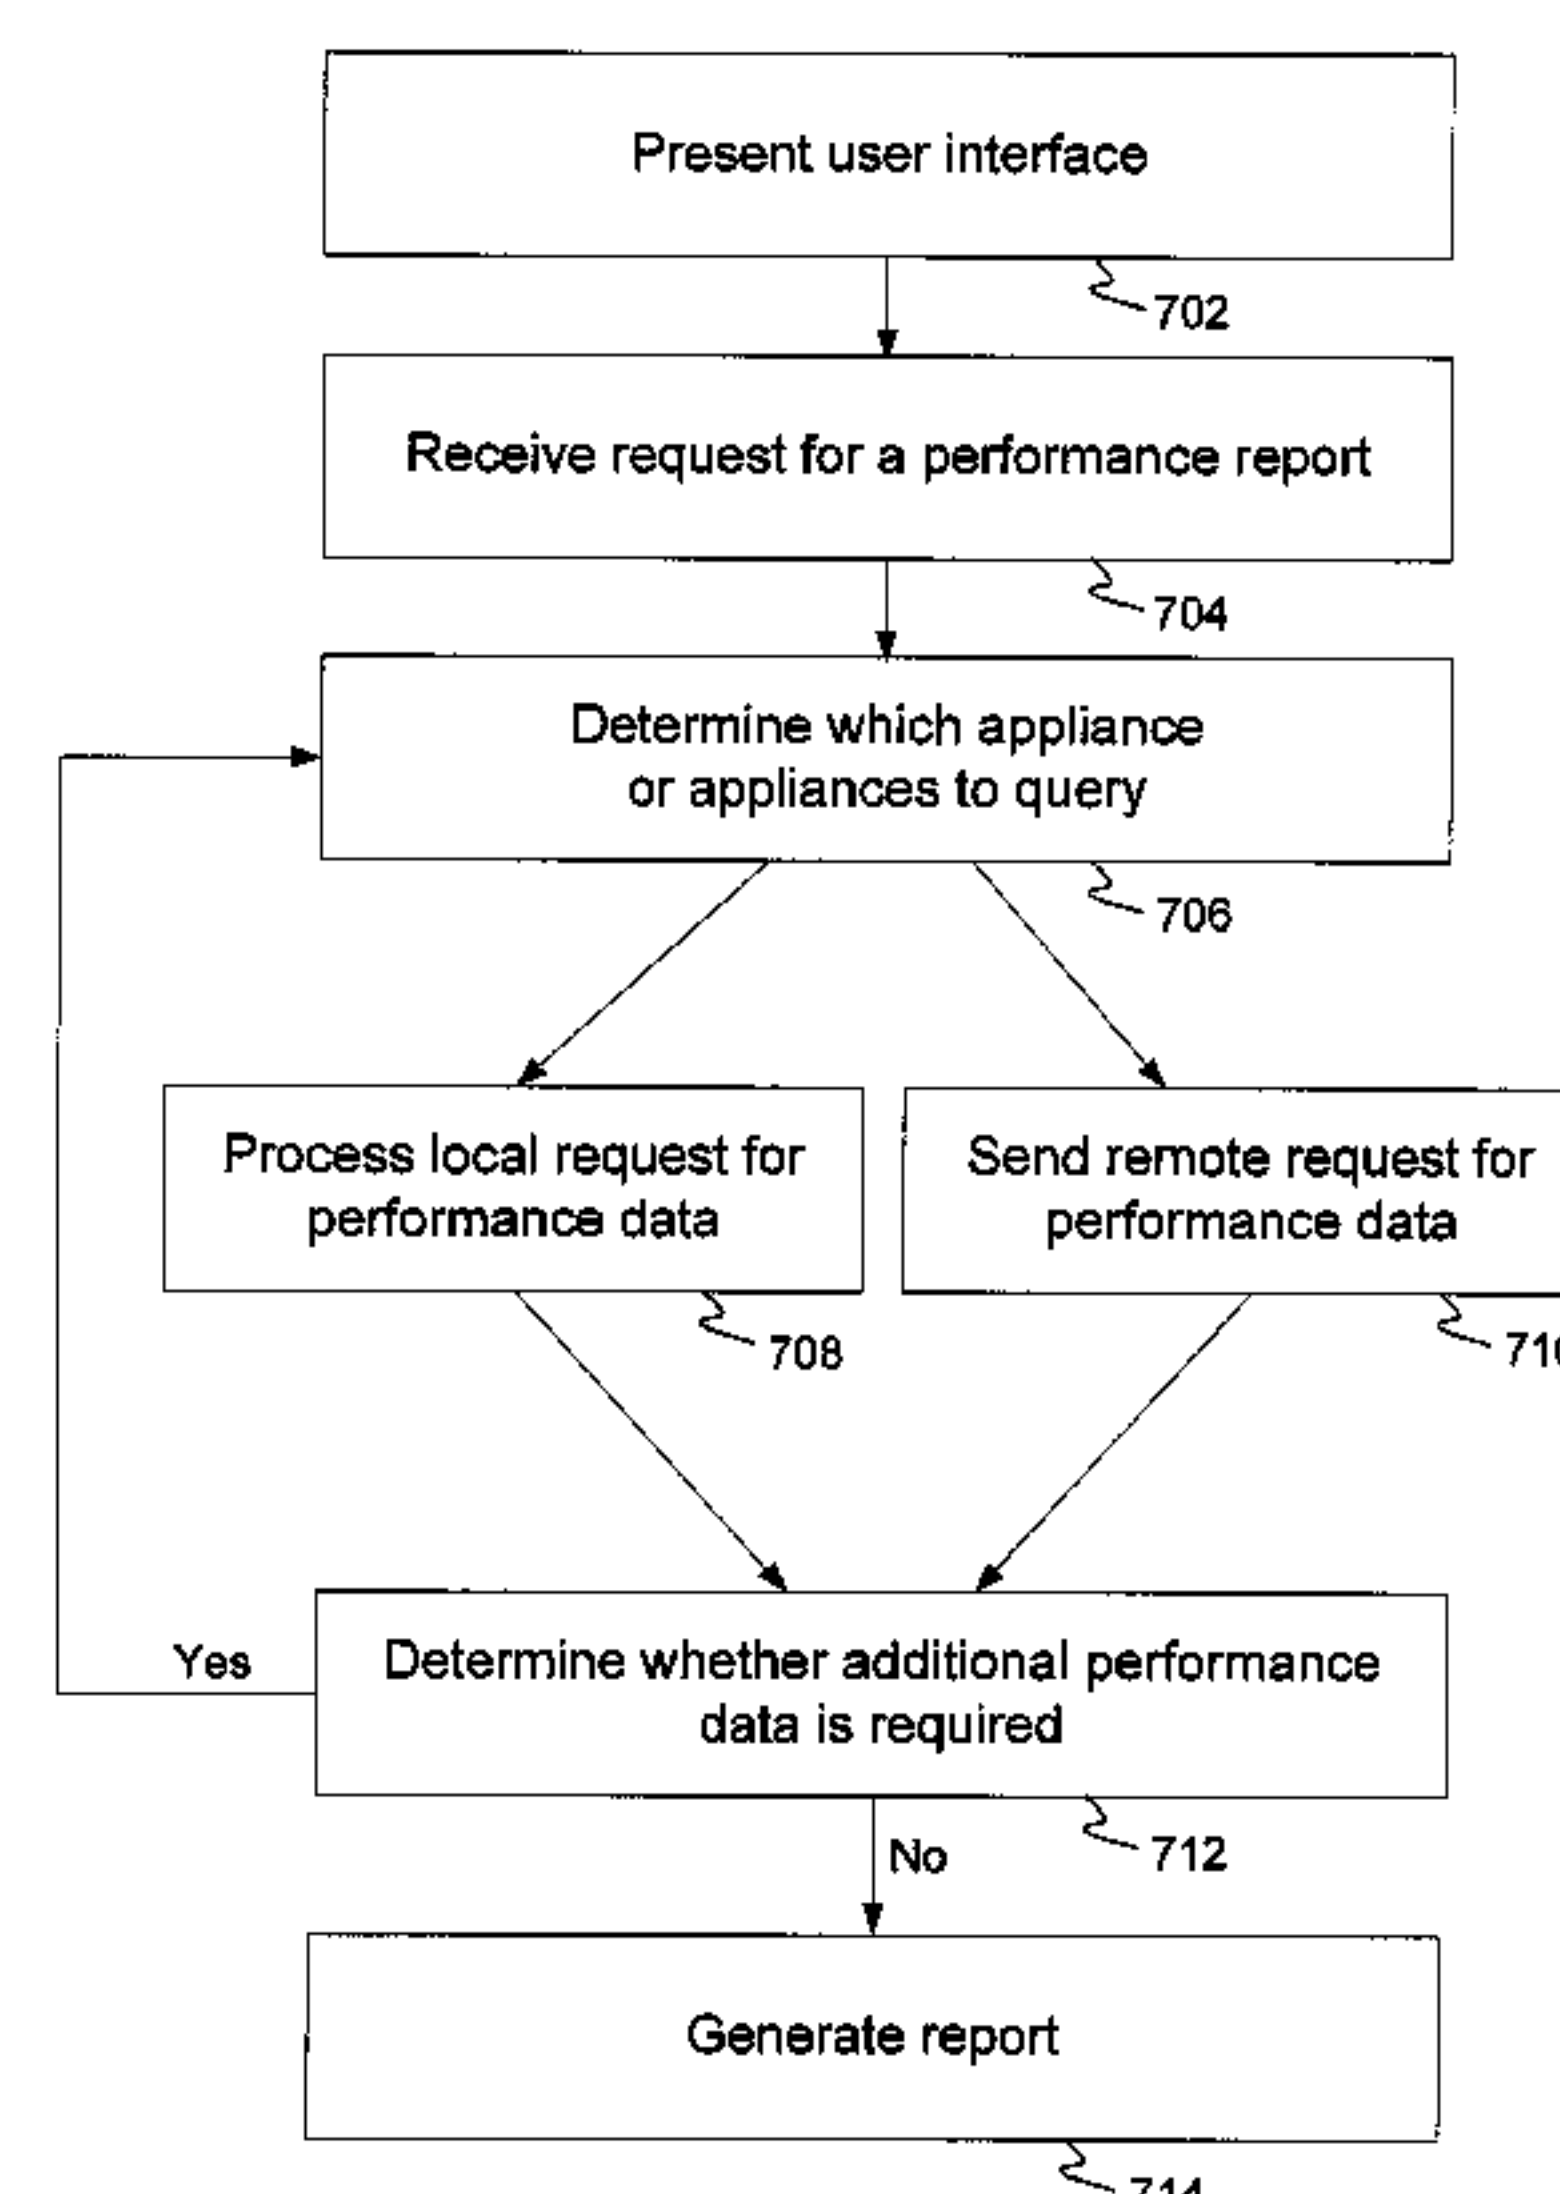 Present user interface
702
Receive request for a performance report
704
Determine which appliance
or appliances to query
706
Process local request for
performance data
708
Send remote request for
performance data
710
Yes
Determine whether additional performance
data is required
712
No
Generate report
714